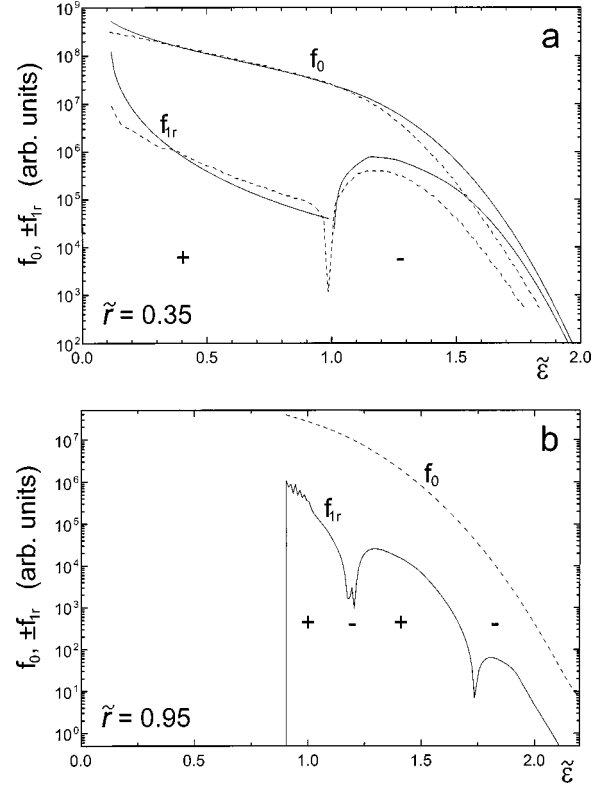 a
10⁹
10⁸
10⁷
10⁶
10⁵
10⁴
10³
10²
f₀, ±f₁ᵣ (arb. units)
f₀
f₁ᵣ
+ -
r̃ = 0.35
0.0 0.5 1.0 1.5 2.0
ε̃
b
10⁷
10⁶
10⁵
10⁴
10³
10²
10¹
10⁰
f₀, ±f₁ᵣ (arb. units)
f₀
f₁ᵣ
+ - + -
r̃ = 0.95
0.0 0.5 1.0 1.5 2.0
ε̃